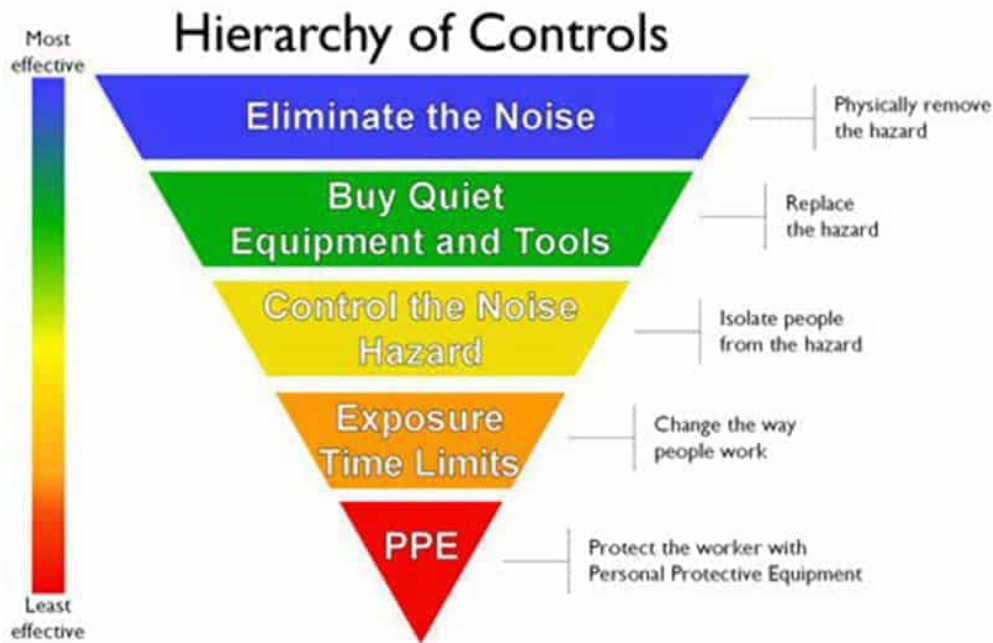 Hierarchy of Controls
Most
effective
Eliminate the Noise
Physically remove
the hazard
Buy Quiet
Equipment and Tools
Replace
the hazard
Control the Noise
Hazard
Isolate people
from the hazard
Exposure
Time Limits
Change the way
people work
PPE
Protect the worker with
Personal Protective Equipment
Least
effective